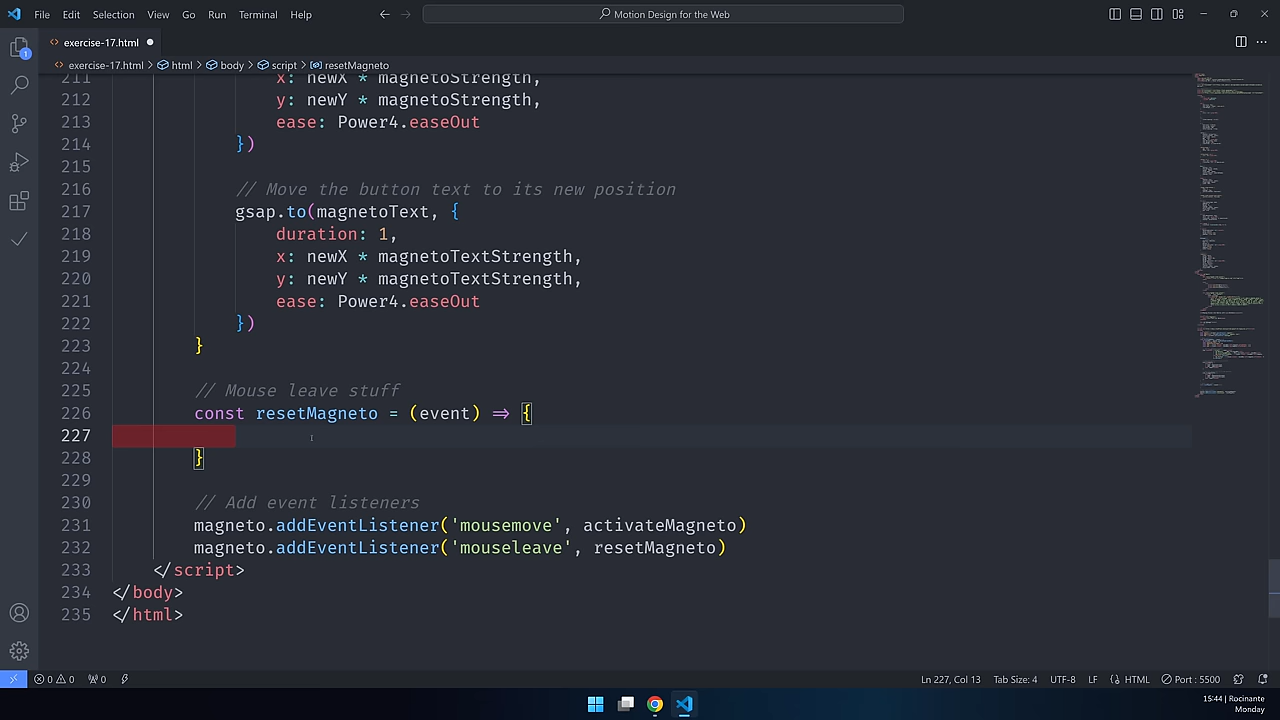 File Edit Selection View Go Run Terminal Help
Motion Design for the Web
exercise-17.html
exercise-17.html > html > body > script > resetMagneto
211 x: newX * magnetoStrength,
212 y: newY * magnetoStrength,
213 ease: Power4.easeOut
214 })
215
216 // Move the button text to its new position
217 gsap.to(magnetoText, {
218 duration: 1,
219 x: newX * magnetoTextStrength,
220 y: newY * magnetoTextStrength,
221 ease: Power4.easeOut
222 })
223 }
224
225 // Mouse leave stuff
226 const resetMagneto = (event) => {
227
228 }
229
230 // Add event listeners
231 magneto.addEventListener('mousemove', activateMagneto)
232 magneto.addEventListener('mouseleave', resetMagneto)
233 </script>
234 </body>
235 </html>
1
0 0 0 Ln 227, Col 13 Tab Size: 4 UTF-8 LF HTML Port : 5500
15:44 | Rocinante
Monday